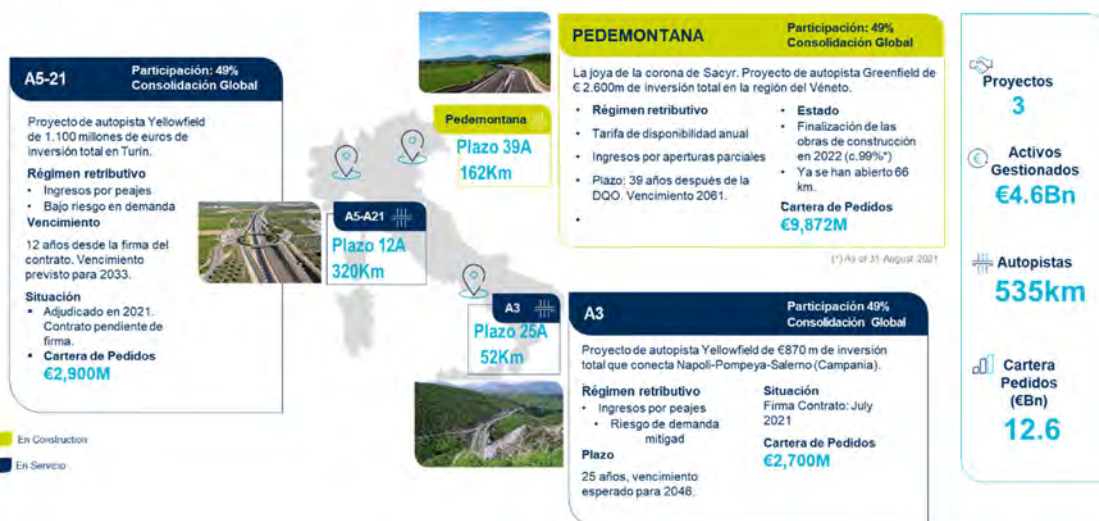 A5-21
Participación: 49%
Consolidación Global
Proyecto de autopista Yellowfield
de 1.100 millones de euros de
inversión total en Turin.
Régimen retributivo
• Ingresos por peajes
• Bajo riesgo en demanda
Vencimiento
12 años desde la firma del
contrato. Vencimiento
previsto para 2033.
Situación
▪ Adjudicado en 2021.
Contrato pendiente de
firma.
▪ Cartera de Pedidos
€2,900M
En Construction
En Servicio
Pedemontana
Plazo 39A
162Km
A5-A21
Plazo 12A
320Km
A3
Plazo 25A
52Km
PEDEMONTANA
Participación: 49%
Consolidación Global
La joya de la corona de Sacyr. Proyecto de autopista Greenfield de
€ 2.600m de inversión total en la región del Véneto.
• Régimen retributivo
• Tarifa de disponibilidad anual
• Ingresos por aperturas parciales
• Plazo: 39 años después de la
DQO. Vencimiento 2061.
•
• Estado
• Finalización de las
obras de construcción
en 2022 (c.99%*)
• Ya se han abierto 66
km.
Cartera de Pedidos
€9,872M
(*) As of 31-August-2021
A3
Participación 49%
Consolidación Global
Proyecto de autopista Yellowfield de €870 m de inversión
total que conecta Napoli-Pompeya-Salerno (Campania).
Régimen retributivo
• Ingresos por peajes
• Riesgo de demanda
mitigad
Plazo
25 años, vencimiento
esperado para 2046.
Situación
Firma Contrato: July
2021
Cartera de Pedidos
€2,700M
Proyectos
3
Activos
Gestionados
€4.6Bn
Autopistas
535km
Cartera
Pedidos
(€Bn)
12.6